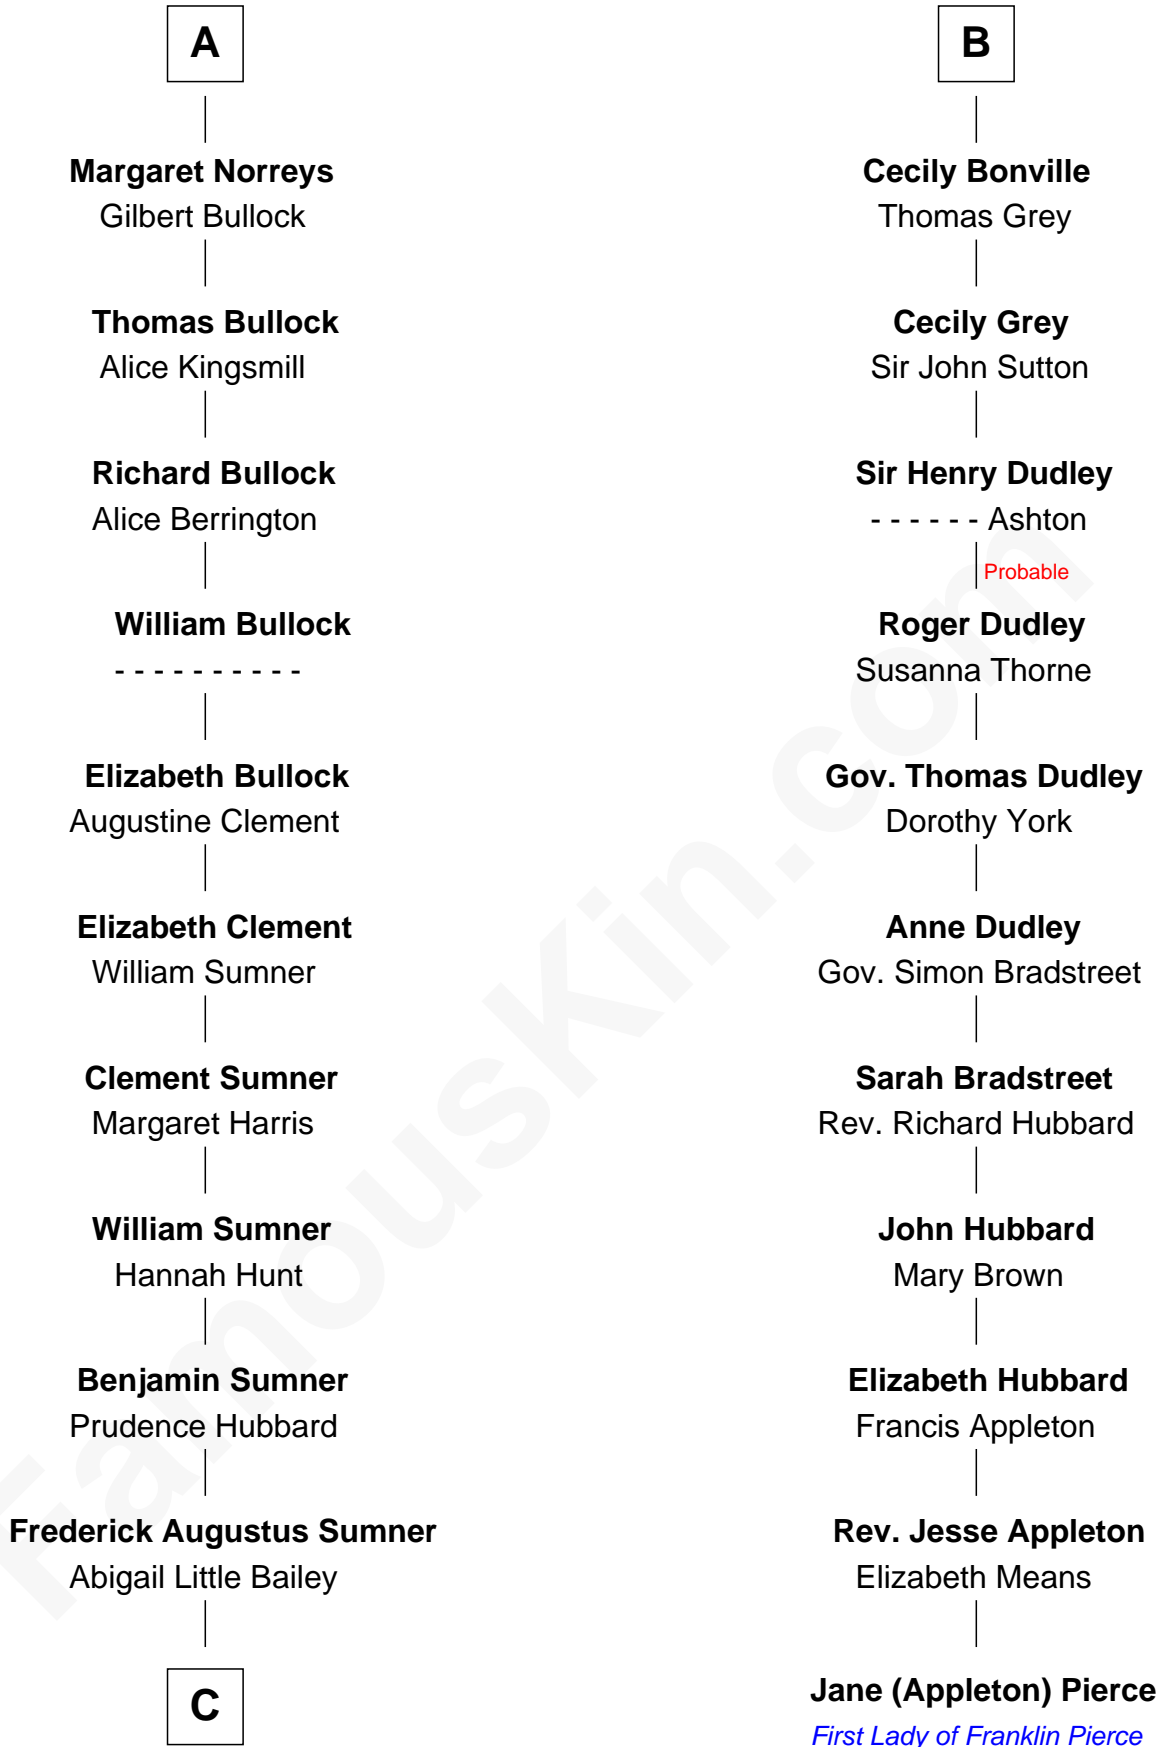 A
Margaret Norreys
Gilbert Bullock
Thomas Bullock
Alice Kingsmill
Richard Bullock
Alice Berrington
William Bullock
- - - - - - - - - -
Elizabeth Bullock
Augustine Clement
Elizabeth Clement
William Sumner
Clement Sumner
Margaret Harris
William Sumner
Hannah Hunt
Benjamin Sumner
Prudence Hubbard
Frederick Augustus Sumner
Abigail Little Bailey
C
B
Cecily Bonville
Thomas Grey
Cecily Grey
Sir John Sutton
Sir Henry Dudley
- - - - - - Ashton
Probable
Roger Dudley
Susanna Thorne
Gov. Thomas Dudley
Dorothy York
Anne Dudley
Gov. Simon Bradstreet
Sarah Bradstreet
Rev. Richard Hubbard
John Hubbard
Mary Brown
Elizabeth Hubbard
Francis Appleton
Rev. Jesse Appleton
Elizabeth Means
Jane (Appleton) Pierce
First Lady of Franklin Pierce
FamousKin.com